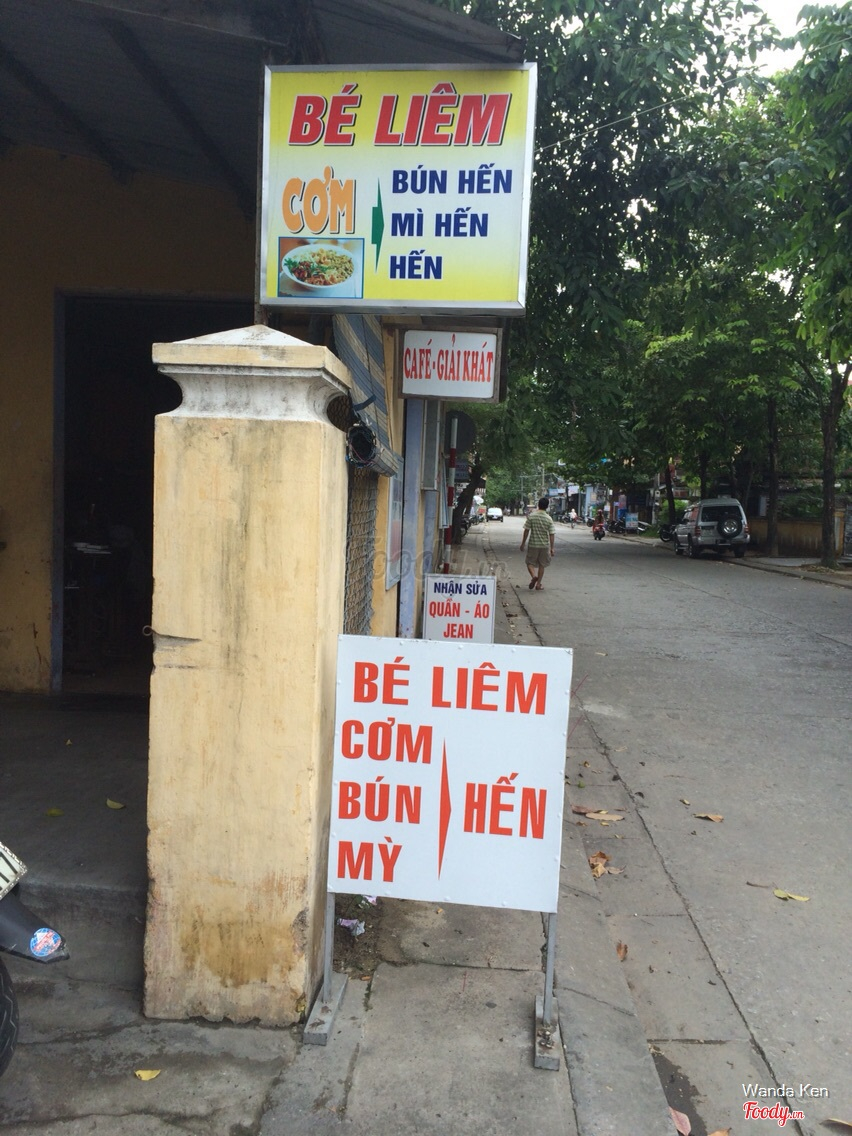 BÉ LIÊM
CƠM
BÚN HẾN
MÌ HẾN
HẾN
CAFÉ - GIẢI KHÁT
NHẬN SỬA
QUẦN - ÁO
JEAN
BÉ LIÊM
CƠM
BÚN
MỲ
HẾN
Wanda Ken
Foody.vn